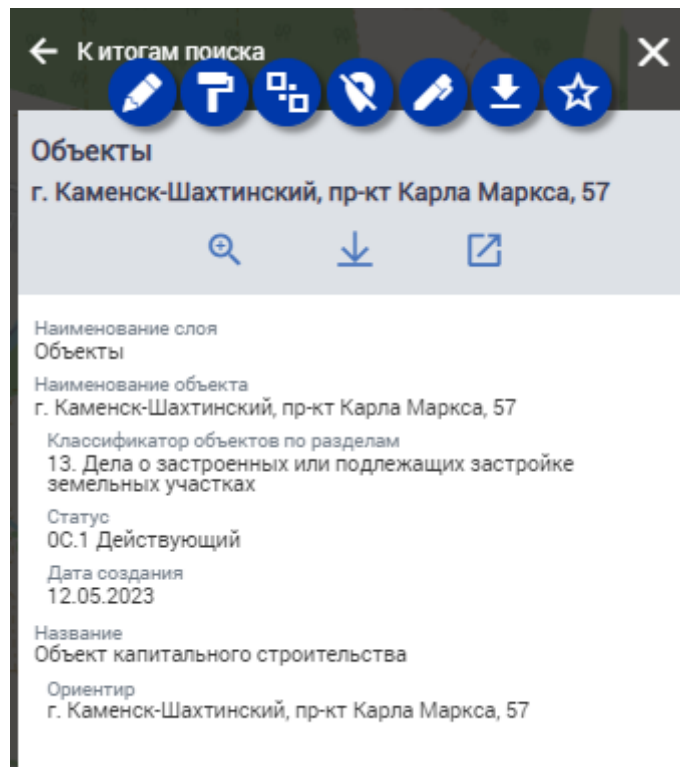 К итогам поиска
Объекты
г. Каменск-Шахтинский, пр-кт Карла Маркса, 57
Наименование слоя
Объекты
Наименование объекта
г. Каменск-Шахтинский, пр-кт Карла Маркса, 57
Классификатор объектов по разделам
13. Дела о застроенных или подлежащих застройке
земельных участках
Статус
0С.1 Действующий
Дата создания
12.05.2023
Название
Объект капитального строительства
Ориентир
г. Каменск-Шахтинский, пр-кт Карла Маркса, 57